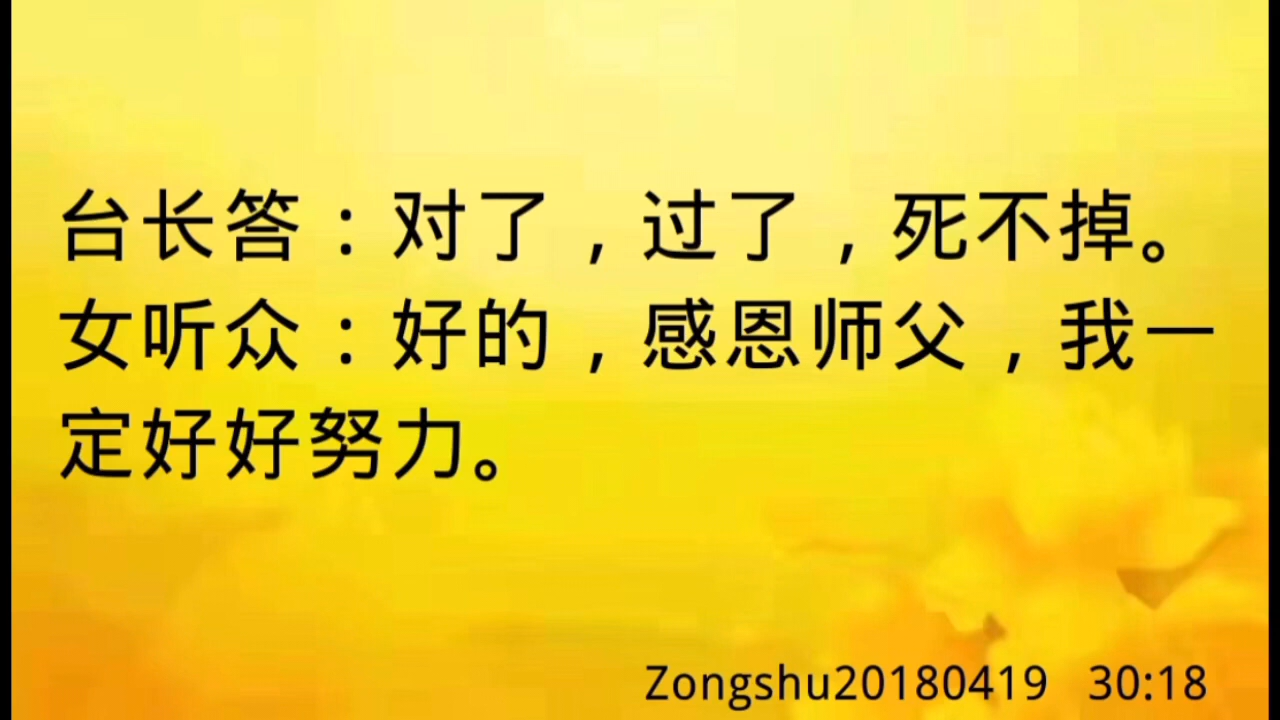 台长答：对了，过了，死不掉。
女听众：好的，感恩师父，我一
定好好努力。
Zongshu20180419 30:18